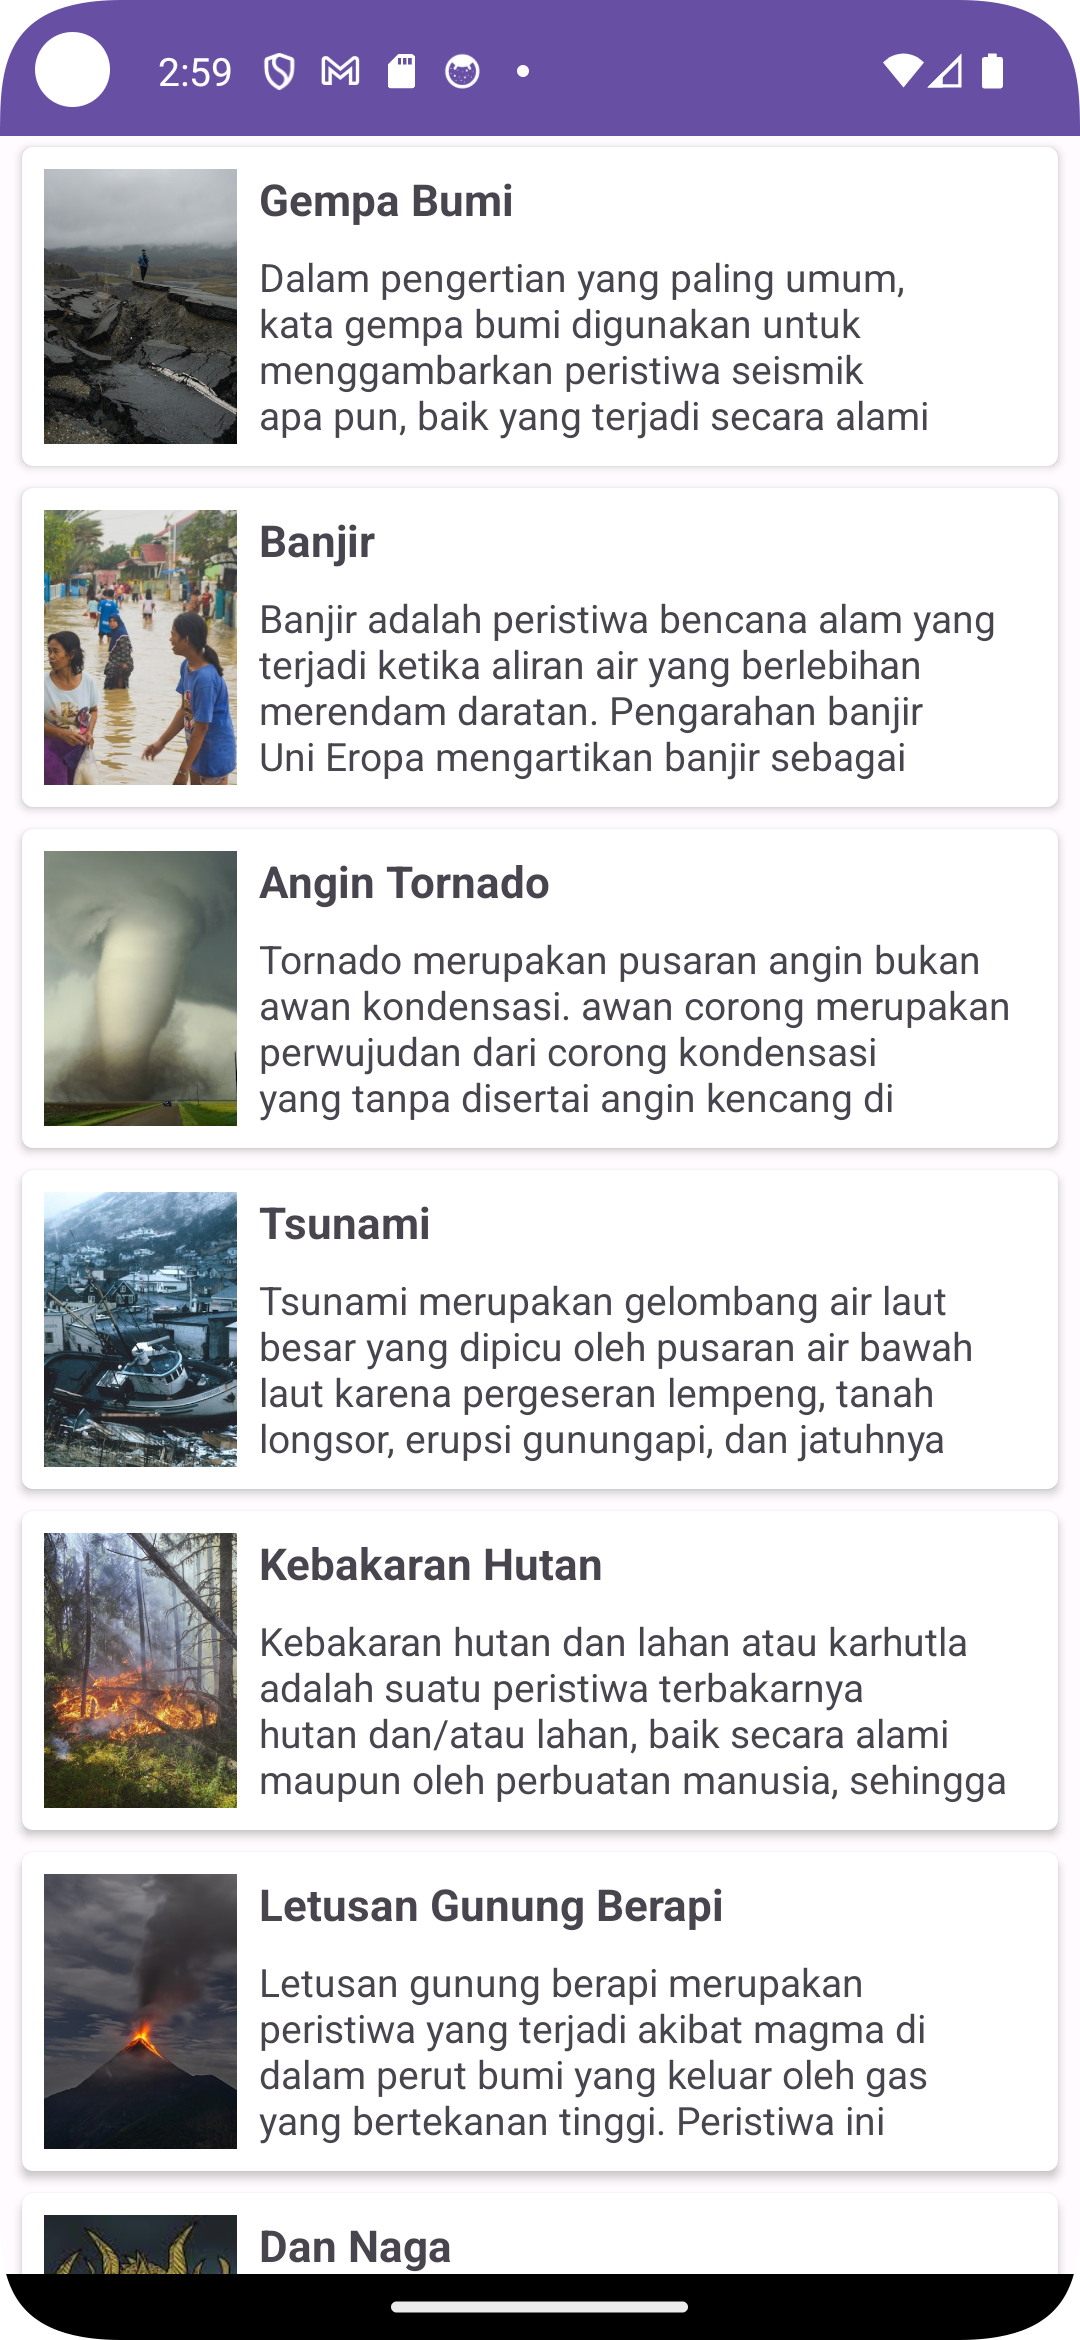 2:59
Gempa Bumi
Dalam pengertian yang paling umum,
kata gempa bumi digunakan untuk
menggambarkan peristiwa seismik
apa pun, baik yang terjadi secara alami
Banjir
Banjir adalah peristiwa bencana alam yang
terjadi ketika aliran air yang berlebihan
merendam daratan. Pengarahan banjir
Uni Eropa mengartikan banjir sebagai
Angin Tornado
Tornado merupakan pusaran angin bukan
awan kondensasi. awan corong merupakan
perwujudan dari corong kondensasi
yang tanpa disertai angin kencang di
Tsunami
Tsunami merupakan gelombang air laut
besar yang dipicu oleh pusaran air bawah
laut karena pergeseran lempeng, tanah
longsor, erupsi gunungapi, dan jatuhnya
Kebakaran Hutan
Kebakaran hutan dan lahan atau karhutla
adalah suatu peristiwa terbakarnya
hutan dan/atau lahan, baik secara alami
maupun oleh perbuatan manusia, sehingga
Letusan Gunung Berapi
Letusan gunung berapi merupakan
peristiwa yang terjadi akibat magma di
dalam perut bumi yang keluar oleh gas
yang bertekanan tinggi. Peristiwa ini
Dan Naga